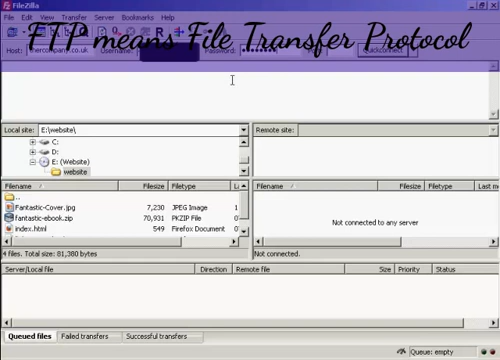 FileZilla
File Edit View Transfer Server Bookmarks Help
FTP means File Transfer Protocol
Host: hercompany.co.uk Username: Password: Quickconnect
Local site: E:\website\
Remote site:
C:
D:
E: (Website)
website
Filename Filesize Filetype
Filename Filesize Filetype Last m
..
Fantastic-Cover.jpg 7,230 JPEG Image
Fantastic-ebook.zip 70,931 PKZIP File
Not connected to any server
index.html 549 Firefox Document
4 files. Total size: 81,380 bytes
Not connected.
Server/Local file Direction Remote file Size Priority Status
Queued files Failed transfers Successful transfers
Queue: empty